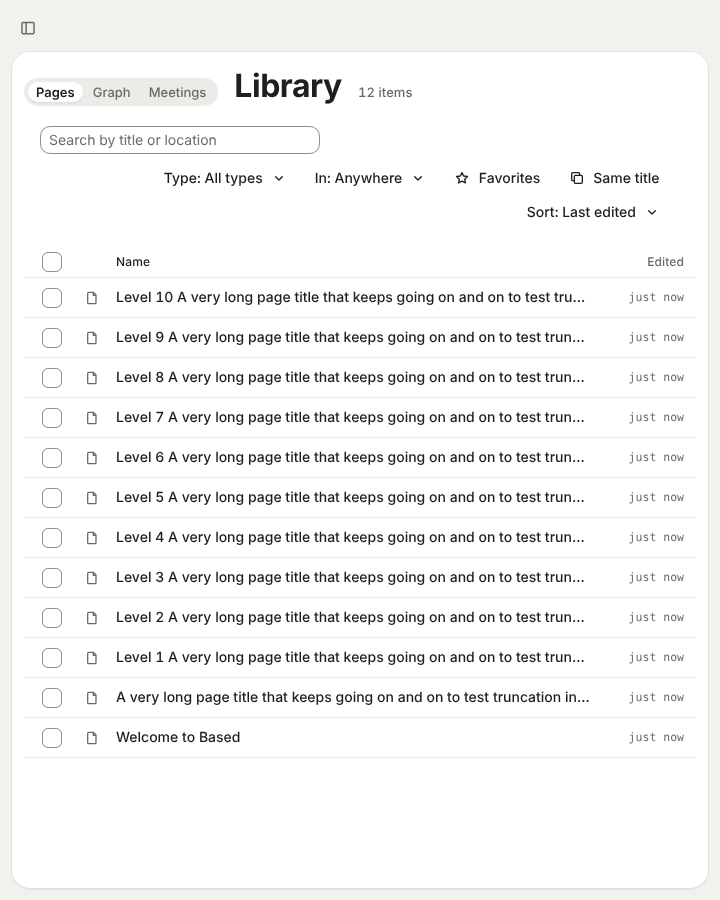 Pages Graph Meetings Library 12 items
Search by title or location
Type: All types In: Anywhere Favorites Same title
Sort: Last edited
Name Edited
Level 10 A very long page title that keeps going on and on to test tru... just now
Level 9 A very long page title that keeps going on and on to test trun... just now
Level 8 A very long page title that keeps going on and on to test trun... just now
Level 7 A very long page title that keeps going on and on to test trun... just now
Level 6 A very long page title that keeps going on and on to test trun... just now
Level 5 A very long page title that keeps going on and on to test trun... just now
Level 4 A very long page title that keeps going on and on to test trun... just now
Level 3 A very long page title that keeps going on and on to test trun... just now
Level 2 A very long page title that keeps going on and on to test trun... just now
Level 1 A very long page title that keeps going on and on to test trun... just now
A very long page title that keeps going on and on to test truncation in... just now
Welcome to Based just now